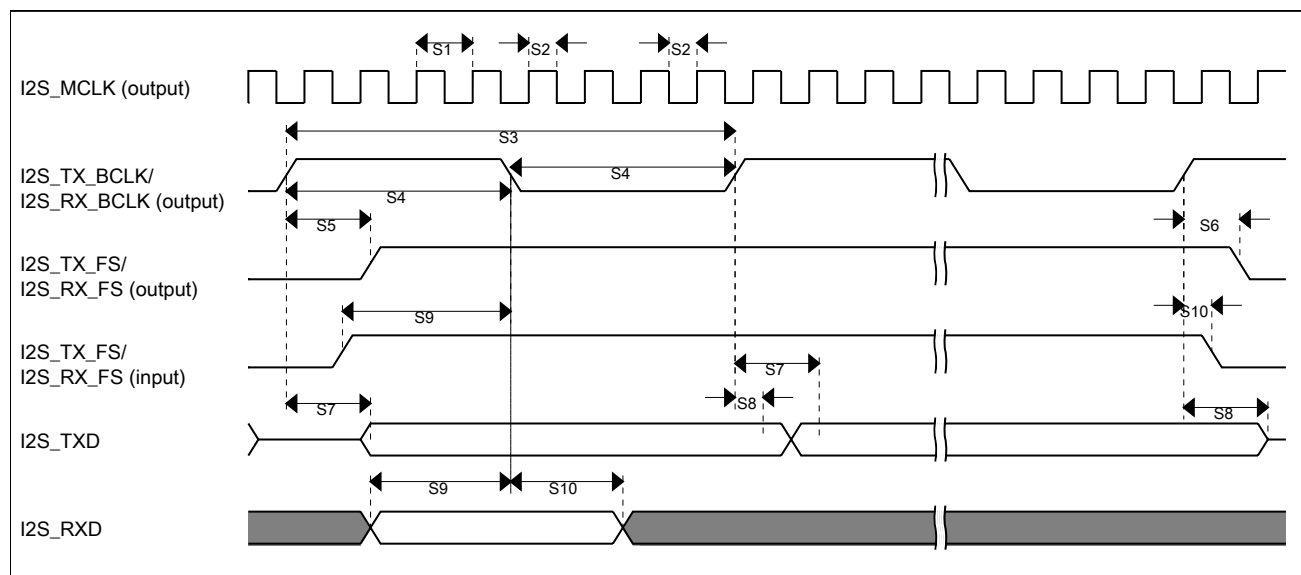 S1 S2 S2
I2S_MCLK (output)
S3
I2S_TX_BCLK/
I2S_RX_BCLK (output)
S4
S4
S5
S6
I2S_TX_FS/
I2S_RX_FS (output)
S9
S10
I2S_TX_FS/
I2S_RX_FS (input)
S7
S7
S8
S8
I2S_TXD
S9 S10
I2S_RXD